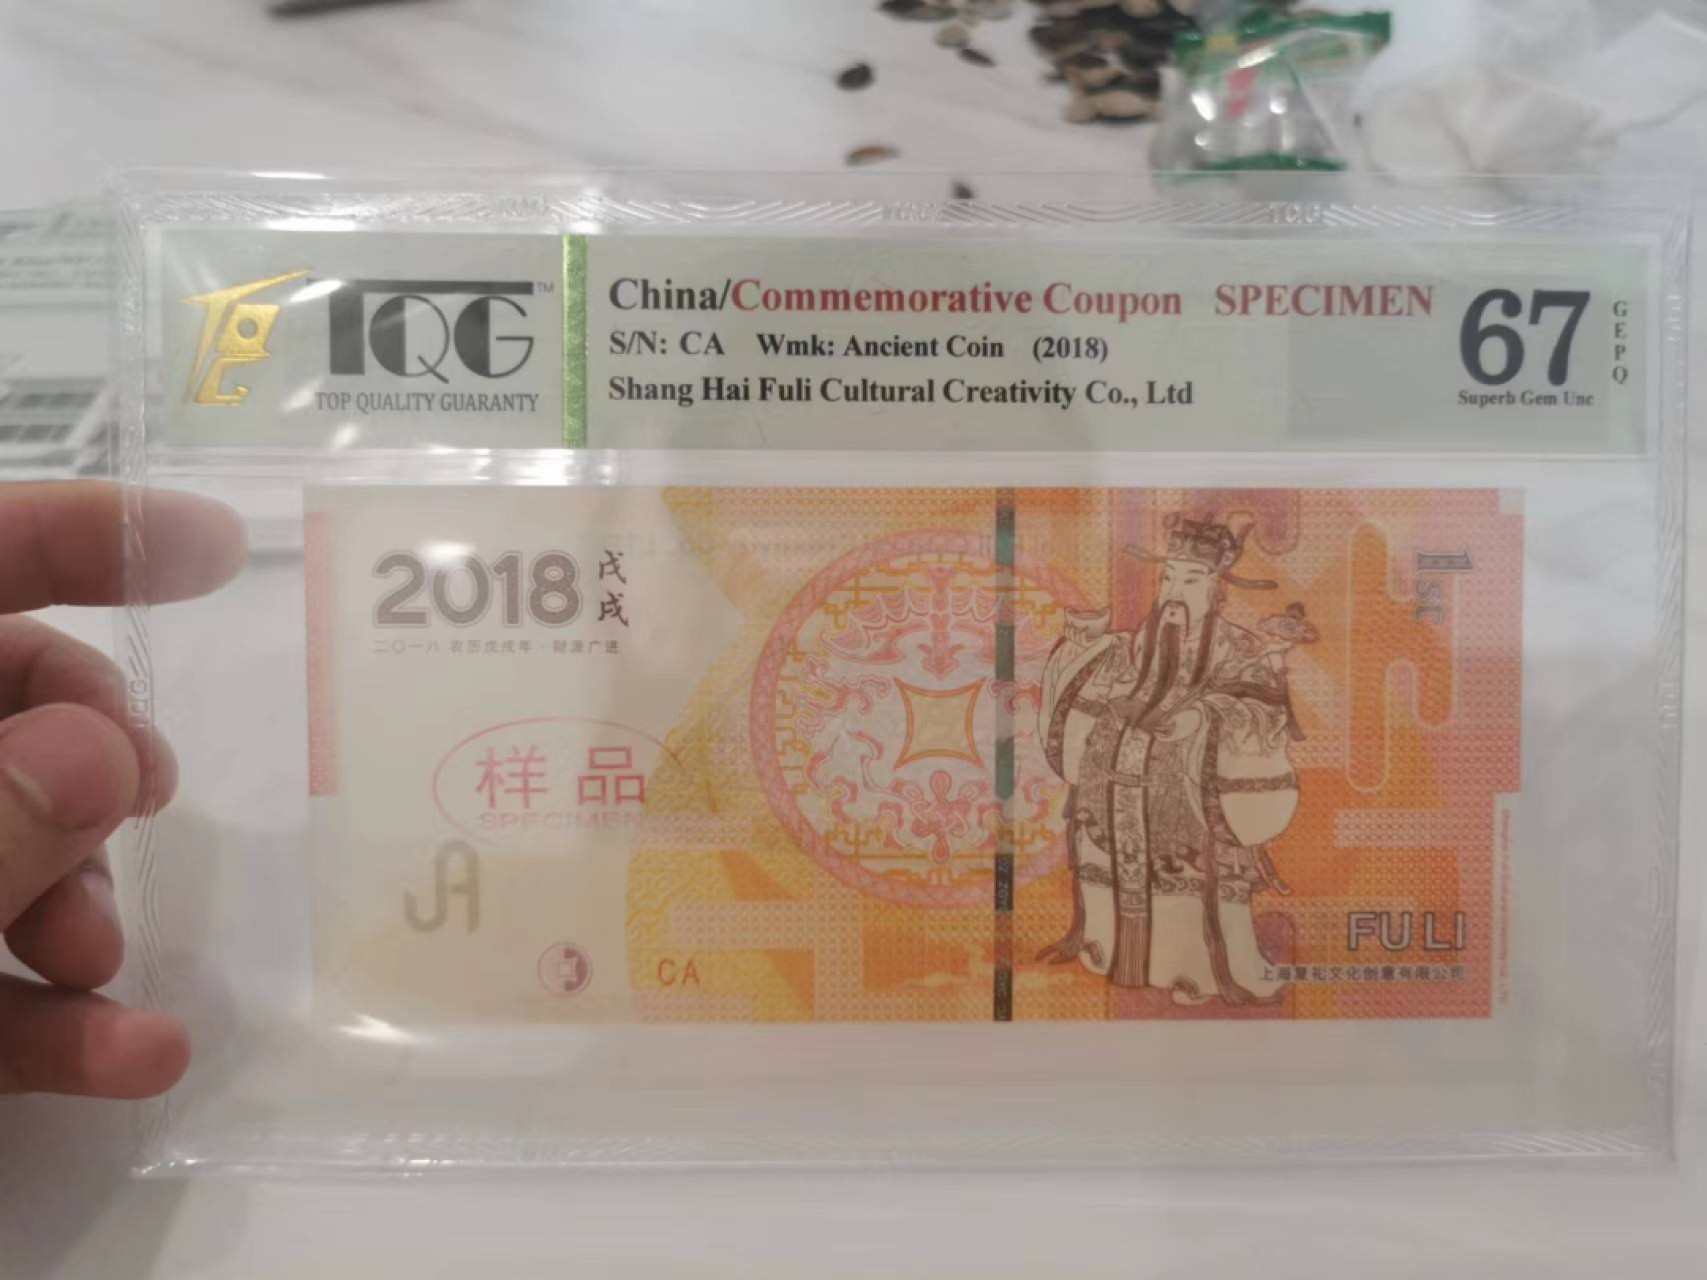 TQG™
TOP QUALITY GUARANTY
China/Commemorative Coupon SPECIMEN
S/N: CA Wmk: Ancient Coin (2018)
Shang Hai Fuli Cultural Creativity Co., Ltd
67
Superb Gem Unc
GEPQ
2018 戊戌
二〇一八 农历戊戌年·财源广进
样品
SPECIMEN
CA
1st
FU LI
上海复礼文化创意有限公司